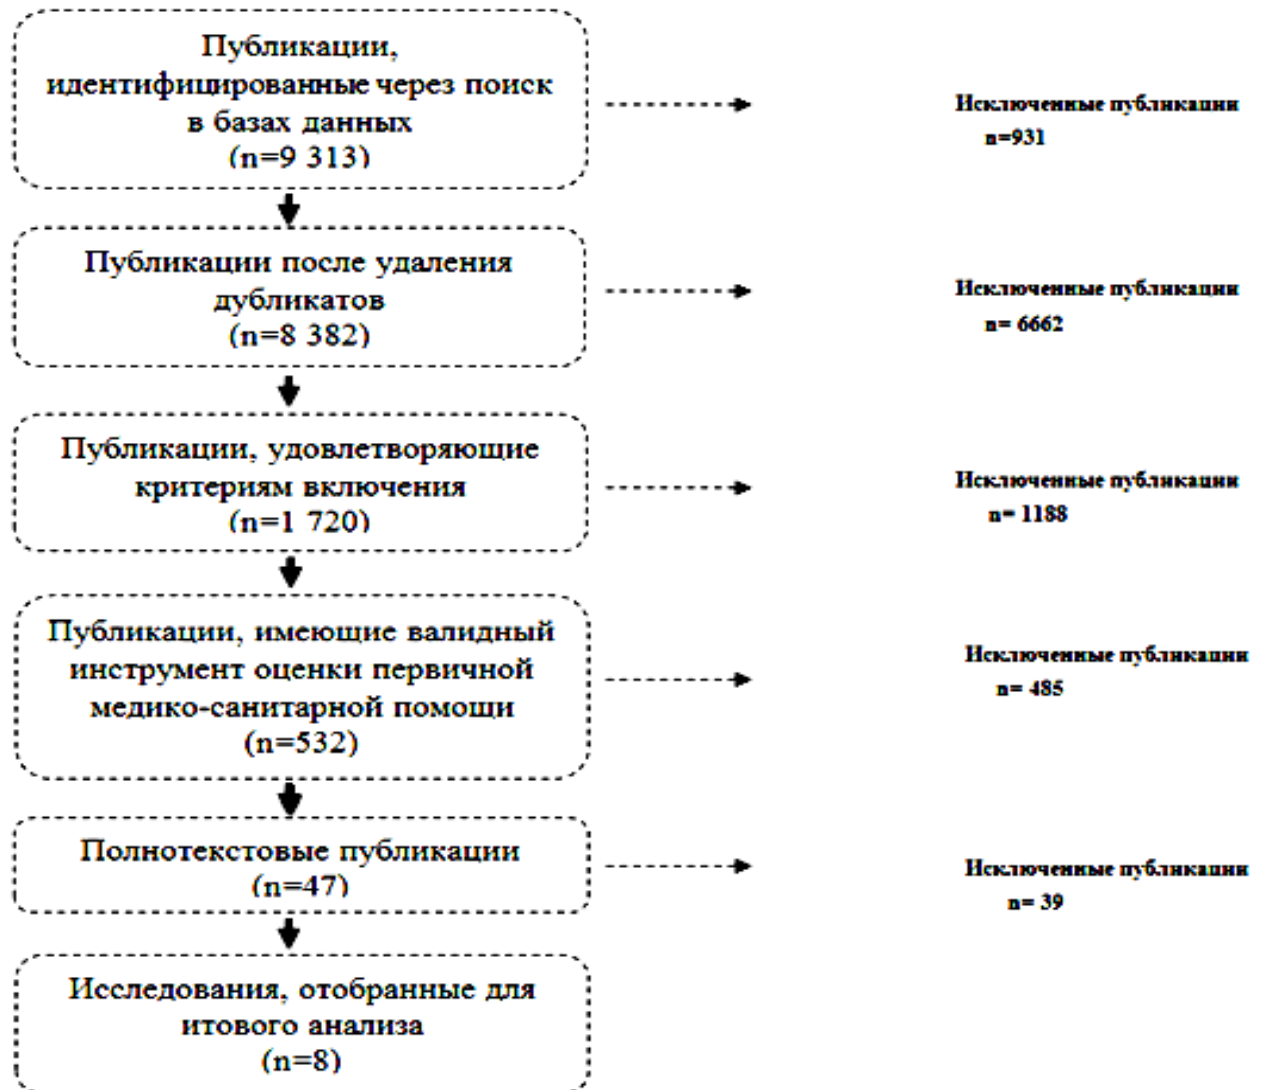 Публикации,
идентифицированные через поиск
в базах данных
(n=9 313)
Исключенные публикации
n=931
Публикации после удаления
дубликатов
(n=8 382)
Исключенные публикации
n= 6662
Публикации, удовлетворяющие
критериям включения
(n=1 720)
Исключенные публикации
n= 1188
Публикации, имеющие валидный
инструмент оценки первичной
медико-санитарной помощи
(n=532)
Исключенные публикации
n= 485
Полнотекстовые публикации
(n=47)
Исключенные публикации
n= 39
Исследования, отобранные для
итового анализа
(n=8)